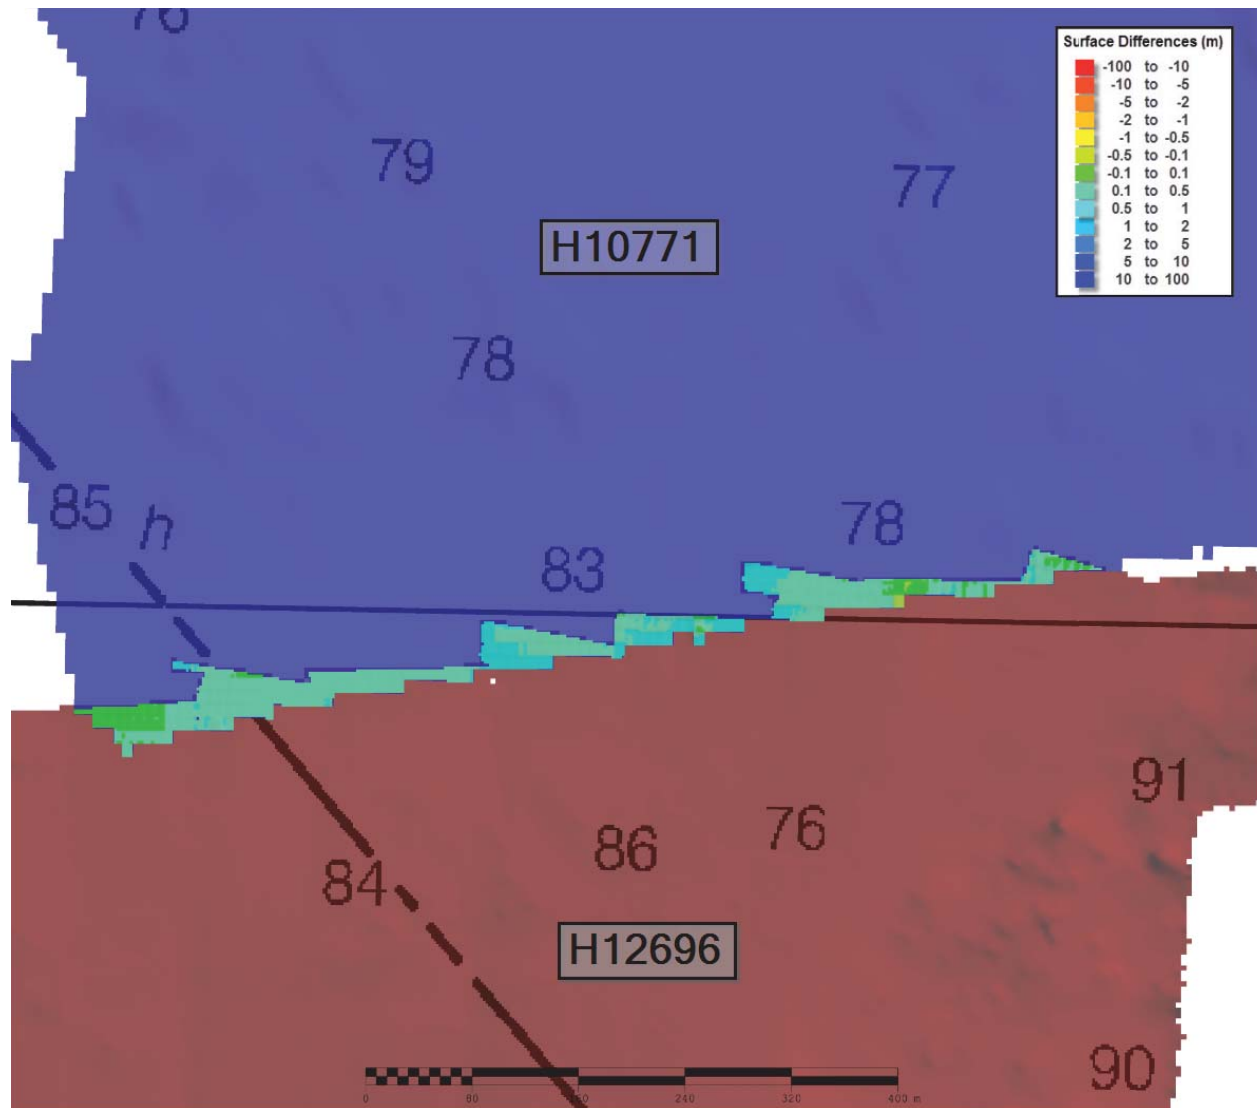 76
Surface Differences (m)
-100 to -10
-10 to -5
-5 to -2
-2 to -1
-1 to -0.5
-0.5 to -0.1
-0.1 to 0.1
0.1 to 0.5
0.5 to 1
1 to 2
2 to 5
5 to 10
10 to 100
79
77
H10771
78
85
h
78
83
91
76
86
84
H12696
90
0 80 240 320 400 m